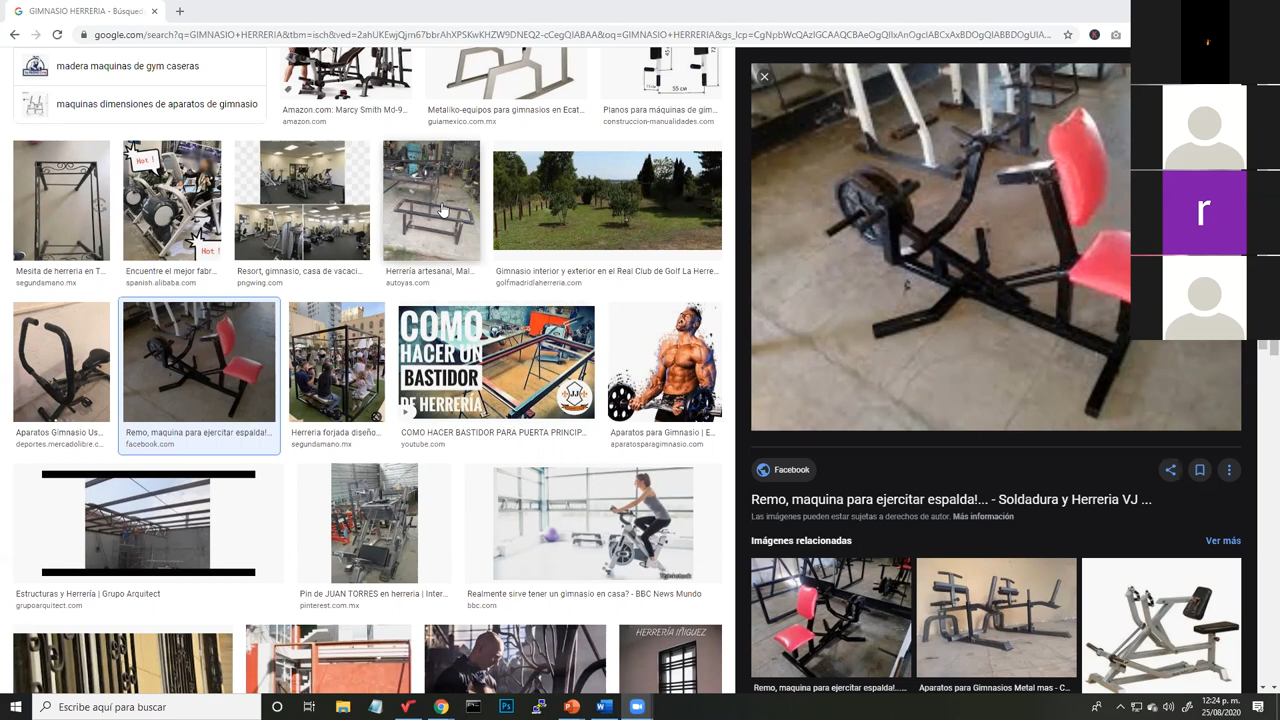 GIMNASIO HERRERIA - Búsqued
google.com/search?q=GIMNASIO+HERRERIA&tbm=isch&ved=2ahUKEwjQjrn67bbrAhXPSKwKHZW9DNEQ2-cCegQIABAA&oq=GIMNASIO+HERRERIA&gs_lcp=CgNpbWcQAzIGCAAQCBAeOgQIIxAnOgcIABCxAxBDOgQIABBDOgUIA...
madera maquinas de gym caseras
maquinas dimensiones de aparatos de gimnasio
55 cm
Amazon.com: Marcy Smith Md-9...
amazon.com
Metaliko-equipos para gimnasios en Ecat...
guiamexico.com.mx
Planos para máquinas de gim...
construccion-manualidades.com
Hot !
Hot !
Mesita de herreria en T...
segundamano.mx
Encuentre el mejor fabr...
spanish.alibaba.com
Resort, gimnasio, casa de vacaci...
pngwing.com
Herrería artesanal, Mal...
autoyas.com
Gimnasio interior y exterior en el Real Club de Golf La Herre...
golfmadridlaherreria.com
COMO
HACER UN
BASTIDOR
DE HERRERÍA
JJ
Aparatos Gimnasio Us...
deportes.mercadolibre.c...
Remo, maquina para ejercitar espalda!...
facebook.com
Herreria forjada diseño...
segundamano.mx
COMO HACER BASTIDOR PARA PUERTA PRINCIP...
youtube.com
Aparatos para Gimnasio | E...
aparatosparagimnasio.com
Estructuras y Herrería | Grupo Arquitect
grupoarquitect.com
Pin de JUAN TORRES en herreria | Inter...
pinterest.com.mx
Realmente sirve tener un gimnasio en casa? - BBC News Mundo
bbc.com
HERRERÍA IÑIGUEZ
r
Facebook
Remo, maquina para ejercitar espalda!... - Soldadura y Herreria VJ ...
Las imágenes pueden estar sujetas a derechos de autor. Más información
Imágenes relacionadas
Ver más
Remo, maquina para ejercitar espalda!...
Aparatos para Gimnasios Metal mas - C...
Escribe aquí para buscar
12:24 p. m.
25/08/2020